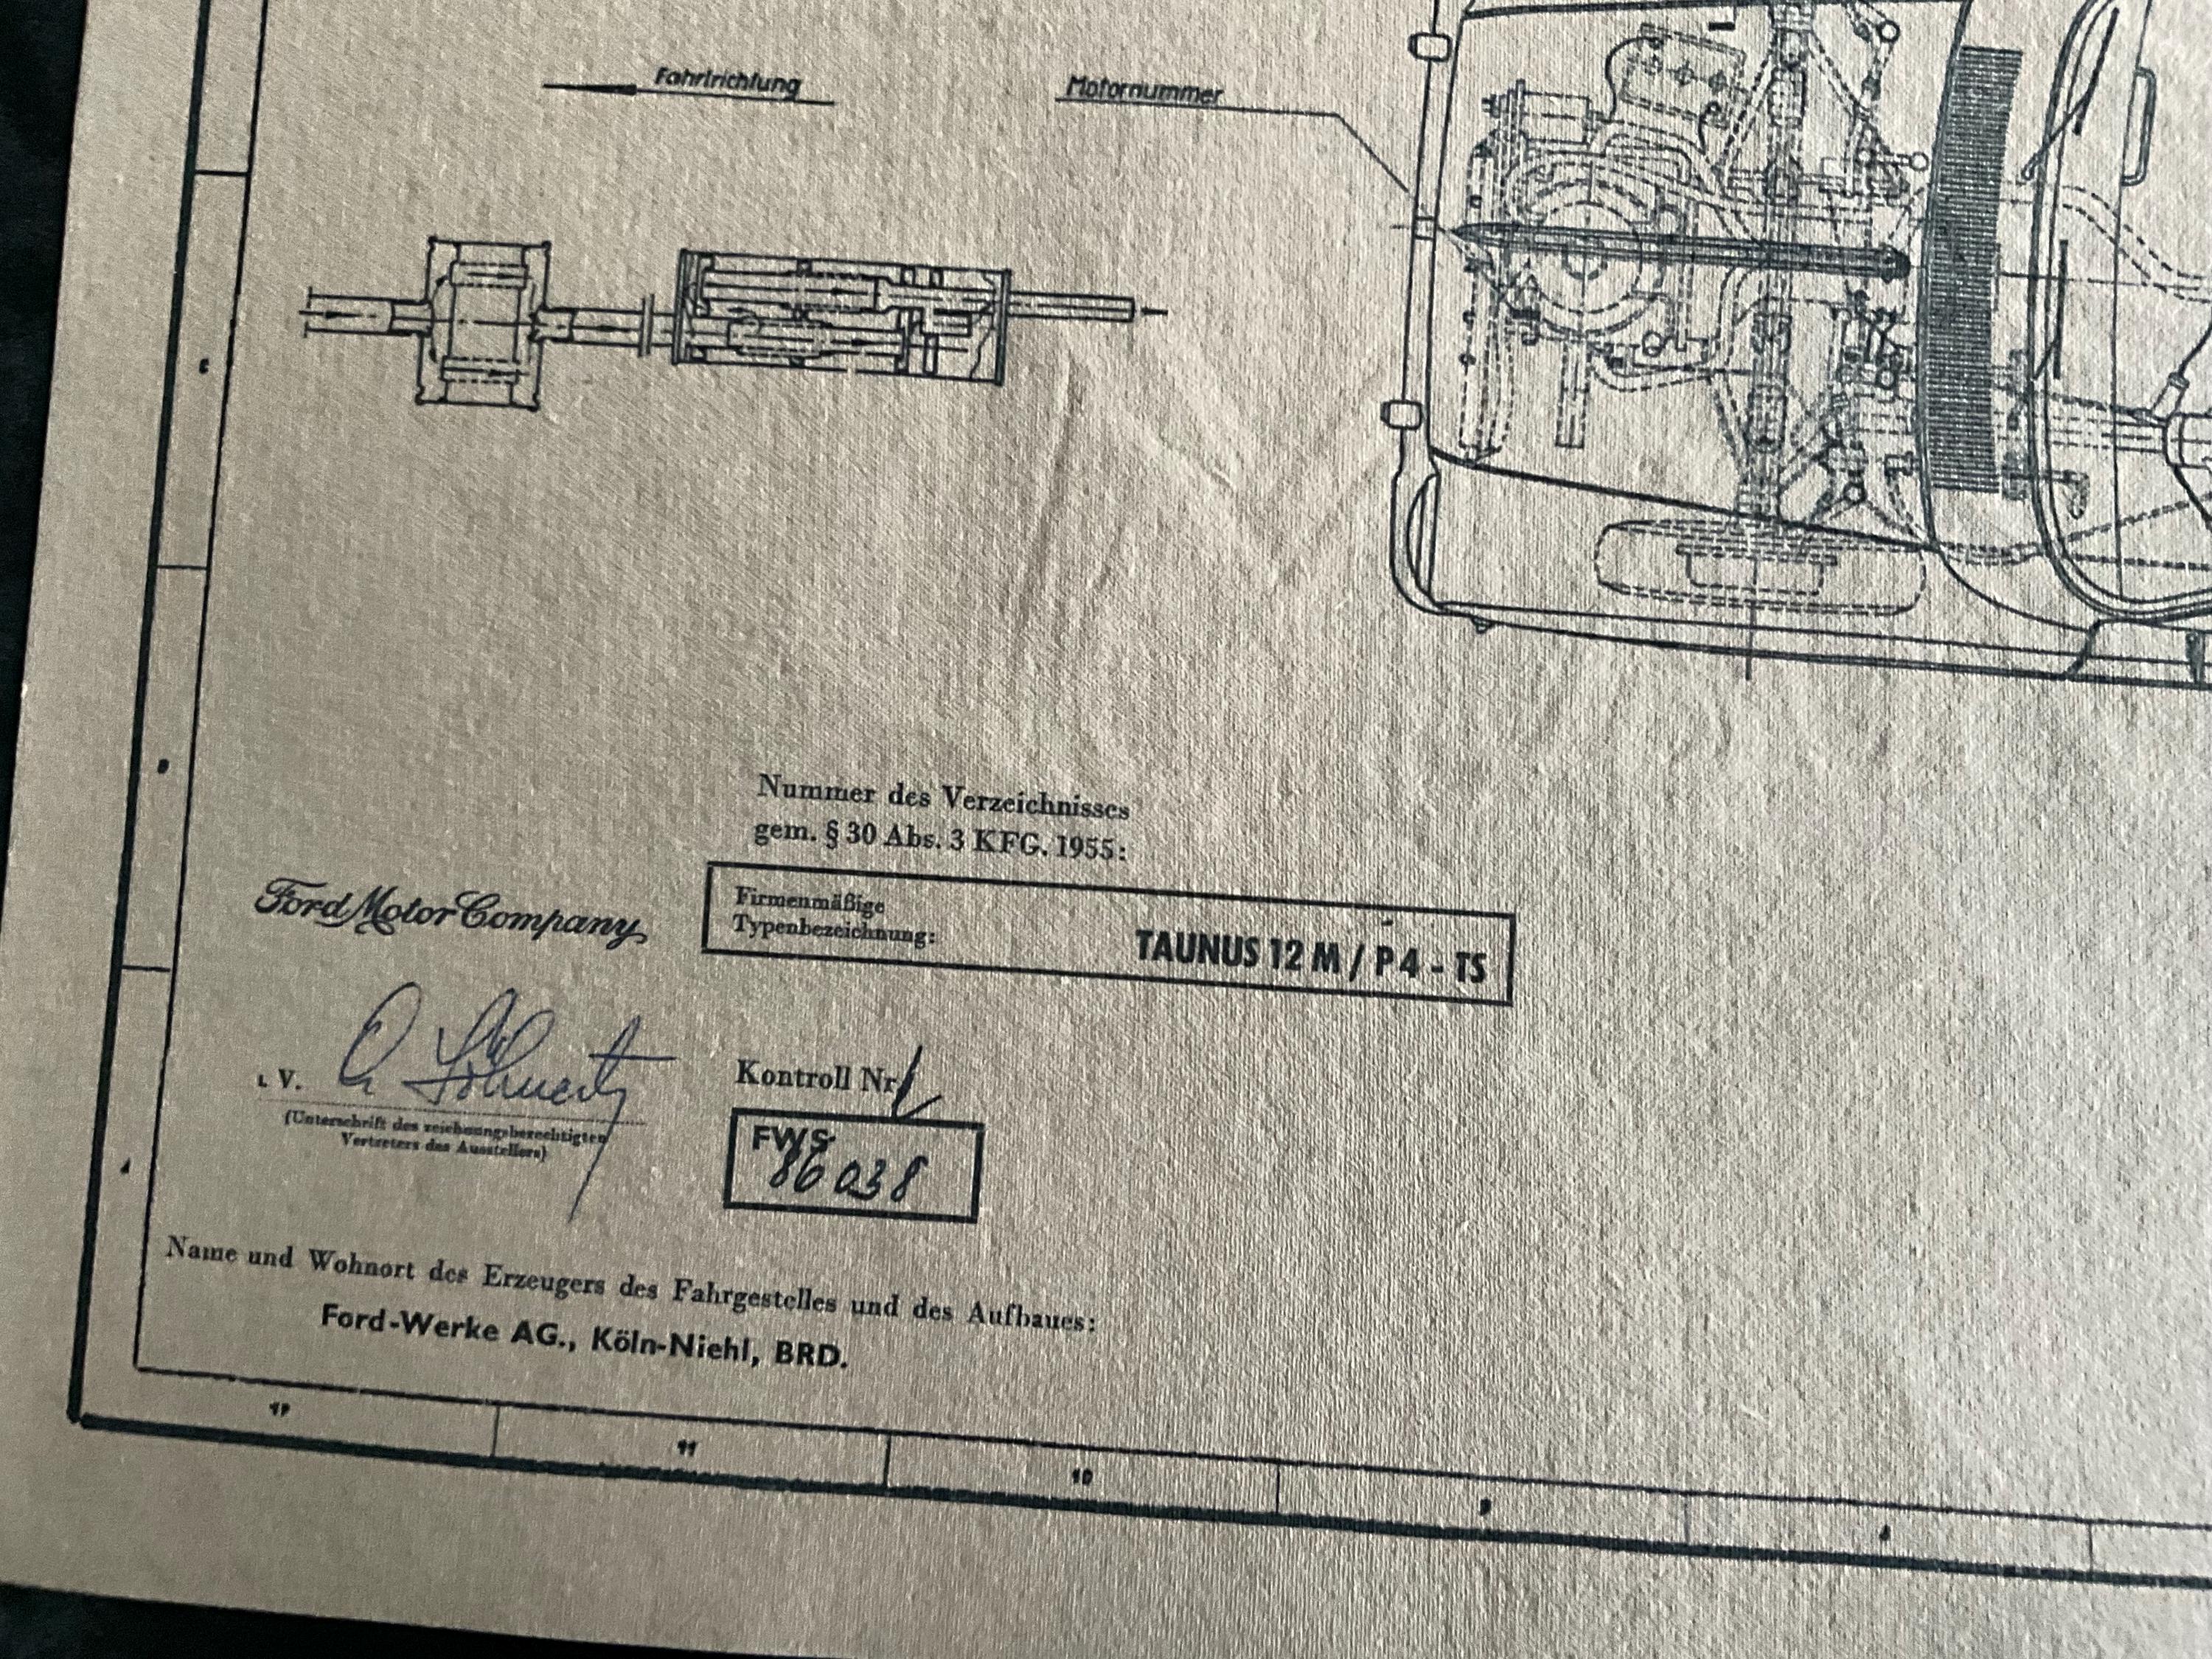 Fahrtrichtung
Motornummer
C
B
Nummer des Verzeichnisses
gem. § 30 Abs. 3 KFG. 1955:
Ford Motor Company
Firmenmäßige
Typenbezeichnung:
TAUNUS 12 M / P 4 - TS
i. V.
(Unterschrift des zeichnungsberechtigten
Vertreters des Ausstellers)
Kontroll Nr.
FWS-
86038
A
Name und Wohnort des Erzeugers des Fahrgestelles und des Aufbaues:
Ford-Werke AG., Köln-Niehl, BRD.
12
11
10
9
8